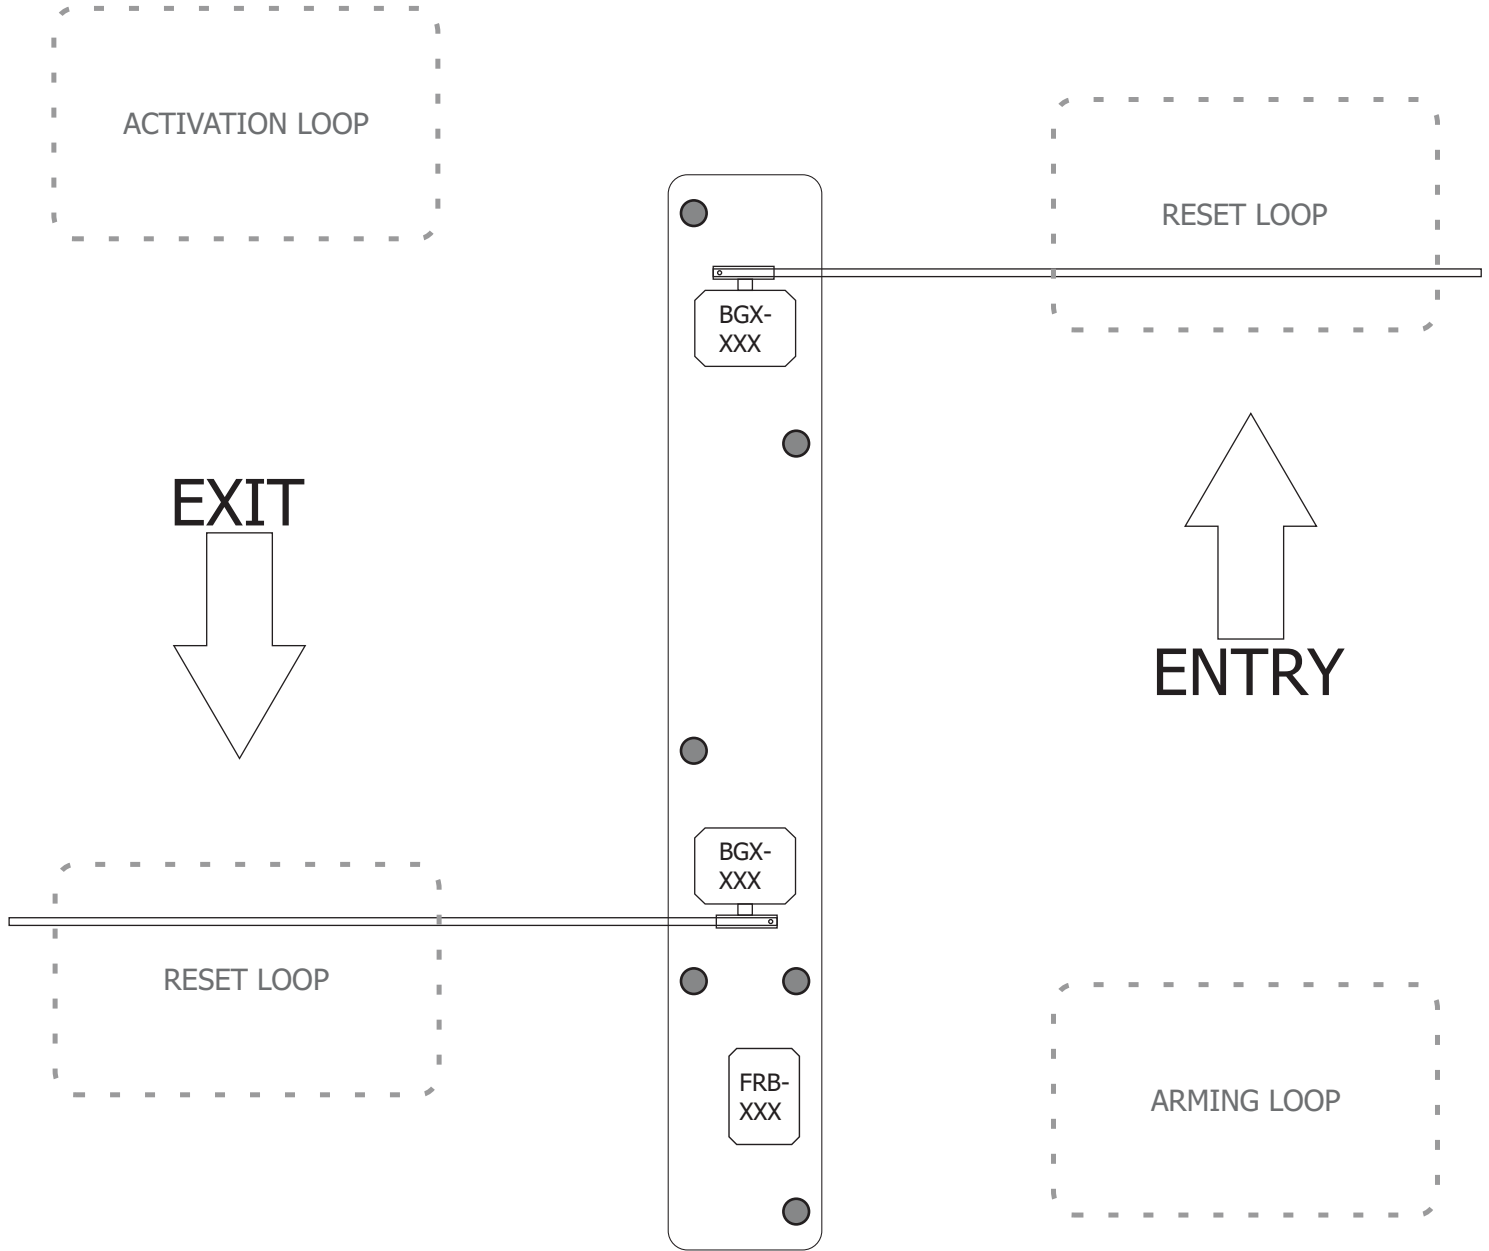 ACTIVATION LOOP
RESET LOOP
BGX-
XXX
EXIT
ENTRY
BGX-
XXX
RESET LOOP
FRB-
XXX
ARMING LOOP